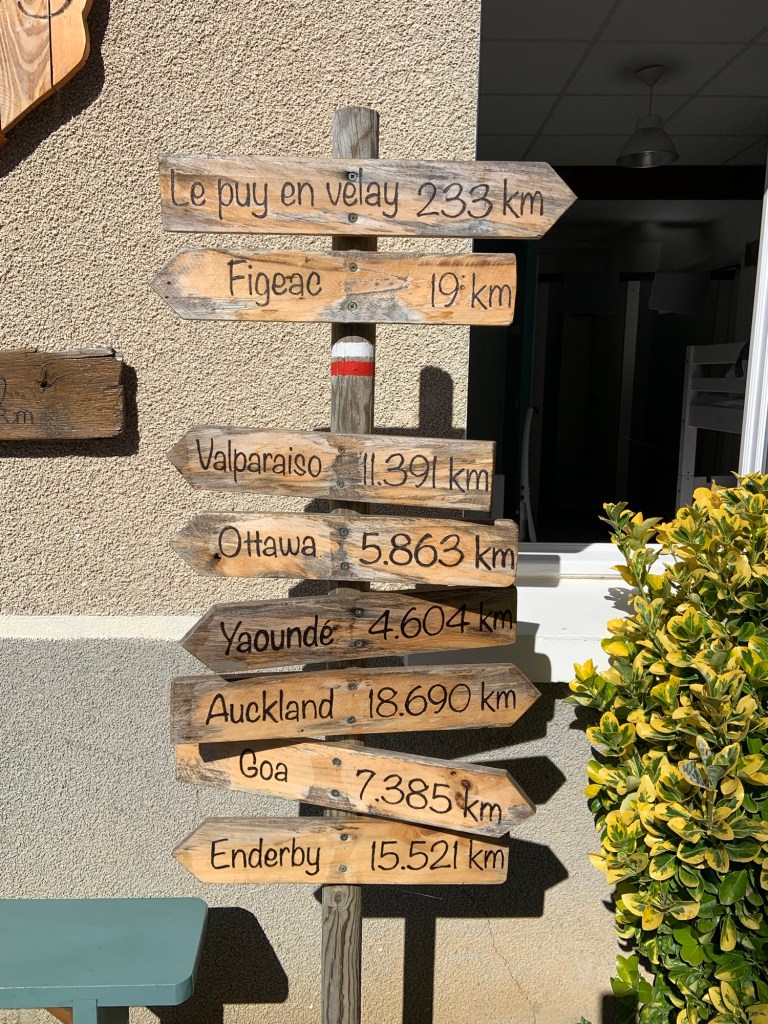 Le puy en velay 233 km
Figeac 19 km
km
Valparaiso 11.391 km
Ottawa 5.863 km
Yaoundé 4.604 km
Auckland 18.690 km
Goa 7.385 km
Enderby 15.521 km